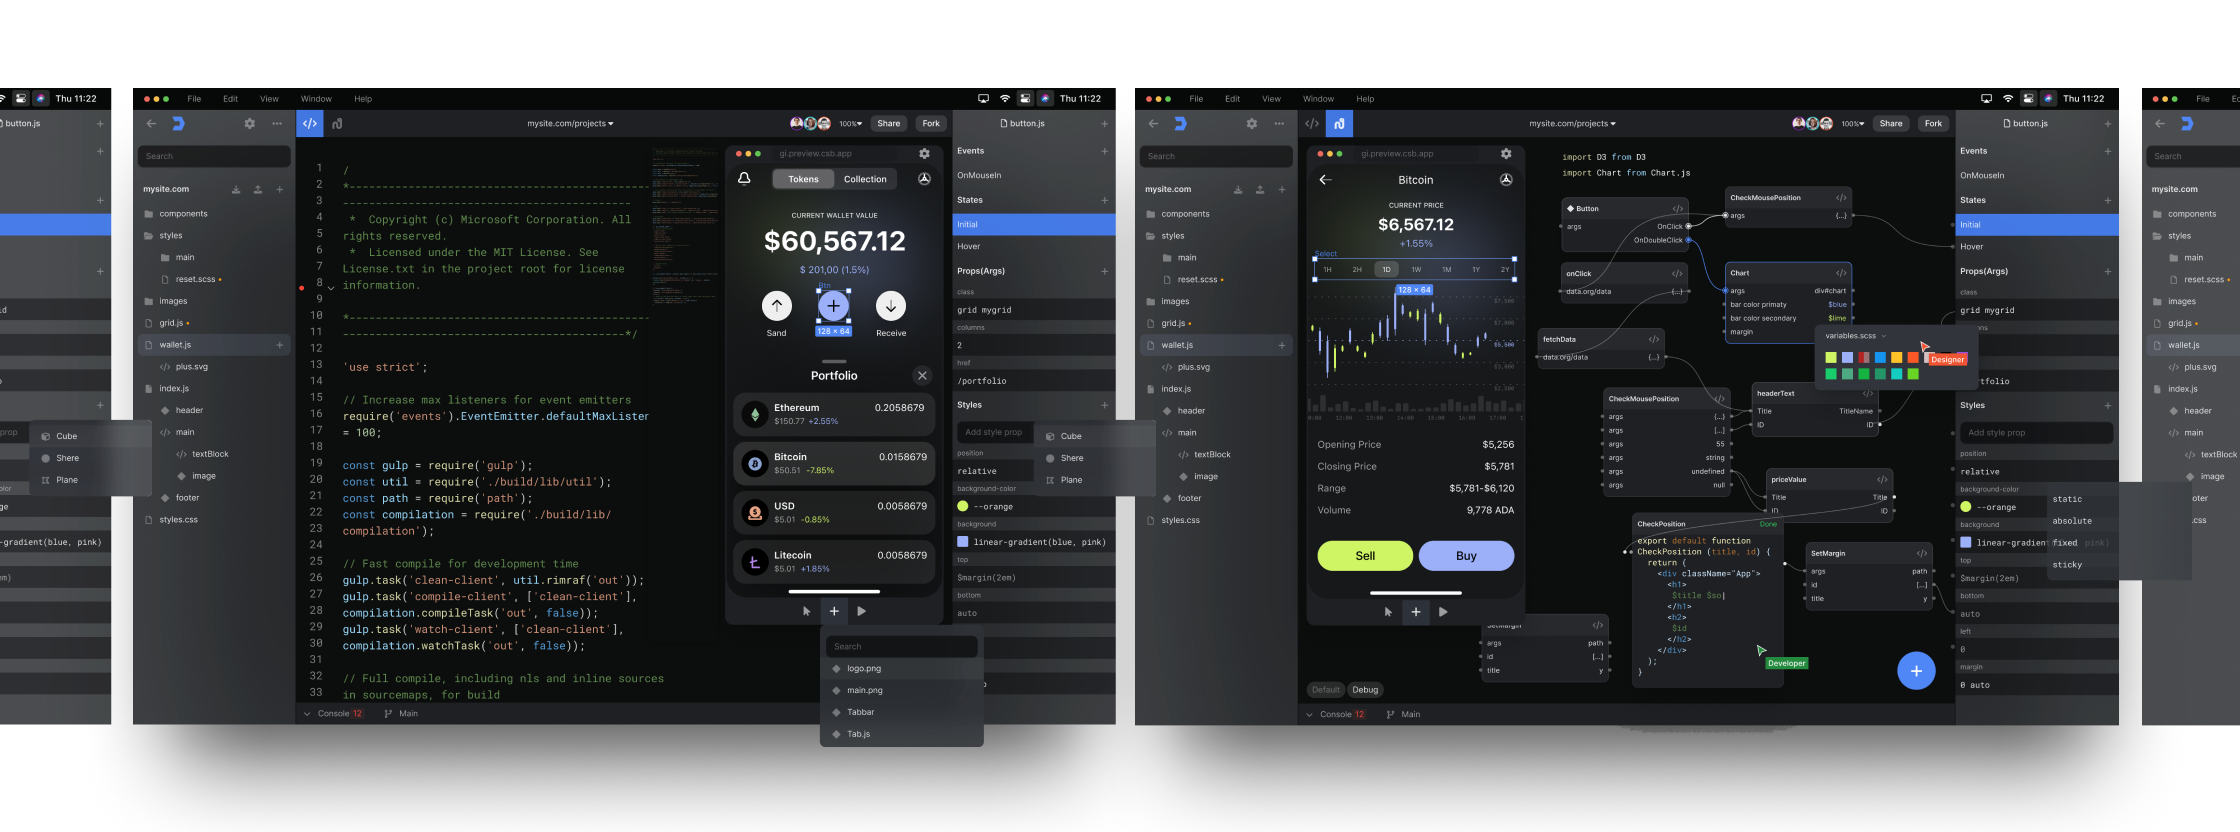 Thu 11:22
button.js
id
prop
Cube
Shere
Plane
color
ge
-gradient(blue, pink)
em)
File
Edit
View
Window
Help
Thu 11:22
mysite.com/projects
100%
Share
Fork
button.js
Search
mysite.com
components
styles
main
reset.scss
images
grid.js
wallet.js
plus.svg
index.js
header
main
textBlock
image
footer
styles.css
1
2
3
4
5
6
7
8
9
10
11
12
13
14
15
16
17
18
19
20
21
22
23
24
25
26
27
28
29
30
31
32
33
/
*-----------------------------------
---------------------------------
*  Copyright (c) Microsoft Corporation. All
rights reserved.
*  Licensed under the MIT License. See
License.txt in the project root for license
information.
*-----------------------------------
---------------------------------*/
'use strict';
// Increase max listeners for event emitters
require('events').EventEmitter.defaultMaxListen
= 100;
const gulp = require('gulp');
const util = require('./build/lib/util');
const path = require('path');
const compilation = require('./build/lib/
compilation');
// Fast compile for development time
gulp.task('clean-client', util.rimraf('out'));
gulp.task('compile-client', ['clean-client'],
compilation.compileTask('out', false));
gulp.task('watch-client', ['clean-client'],
compilation.watchTask('out', false));
// Full compile, including nls and inline sources
in sourcemaps, for build
Console 12
Main
gi.preview.csb.app
Tokens
Collection
CURRENT WALLET VALUE
$60,567.12
$ 201,00 (1.5%)
Btn
128 × 64
Sand
Receive
Portfolio
Ethereum
0.2058679
$150.77 +2.55%
Bitcoin
0.0158679
$50.51 -7.85%
USD
0.0058679
$5.01 -0.85%
Litecoin
0.0058679
$5.01 +1.85%
Search
logo.png
main.png
Tabbar
Tab.js
Events
OnMouseIn
States
Initial
Hover
Props(Args)
class
grid mygrid
columns
2
href
/portfolio
Styles
Add style prop
Cube
Shere
Plane
position
relative
background-color
--orange
background
linear-gradient(blue, pink)
top
$margin(2em)
bottom
auto
File
Edit
View
Window
Help
Thu 11:22
mysite.com/projects
100%
Share
Fork
button.js
Search
mysite.com
components
styles
main
reset.scss
images
grid.js
wallet.js
plus.svg
index.js
header
main
textBlock
image
footer
styles.css
gi.preview.csb.app
Bitcoin
CURRENT PRICE
$6,567.12
+1.55%
Select
1H
2H
1D
1W
1M
1Y
2Y
128 × 64
Opening Price
$5,256
Closing Price
$5,781
Range
$5,781-$6,120
Volume
9,778 ADA
Sell
Buy
Default
Debug
Console 12
Main
import D3 from D3
import Chart from Chart.js
Button
args
OnClick
OnDoubleClick
CheckMousePosition
args
{...}
onClick
data.org/data
{...}
Chart
args
div#chart
bar color primaty
$blue
bar color secondary
$lime
margin
variables.scss
Designer
fetchData
data.org/data
{...}
CheckMousePosition
args
{...}
args
[...]
args
55
args
string
args
undefined
args
null
headerText
Title
TitleName
ID
ID
priceValue
Title
Title
ID
ID
CheckPosition
Done
export default function
CheckPosition (title, id) {
return (
<div className="App">
<h1>
$title $so|
</h1>
<h2>
$id
</h2>
</div>
);
}
Developer
SetMargin
args
path
id
[...]
title
y
SetMargin
args
path
id
[...]
title
y
Events
OnMouseIn
States
Initial
Hover
Props(Args)
class
grid mygrid
tfolio
Styles
Add style prop
position
relative
background-color
--orange
background
linear-gradient
top
$margin(2em)
bottom
auto
left
0
margin
0 auto
static
absolute
fixed
sticky
File
Search
mysite.com
components
styles
main
reset.scss
images
grid.js
wallet.js
plus.svg
index.js
header
main
textBlock
image
oter
.css